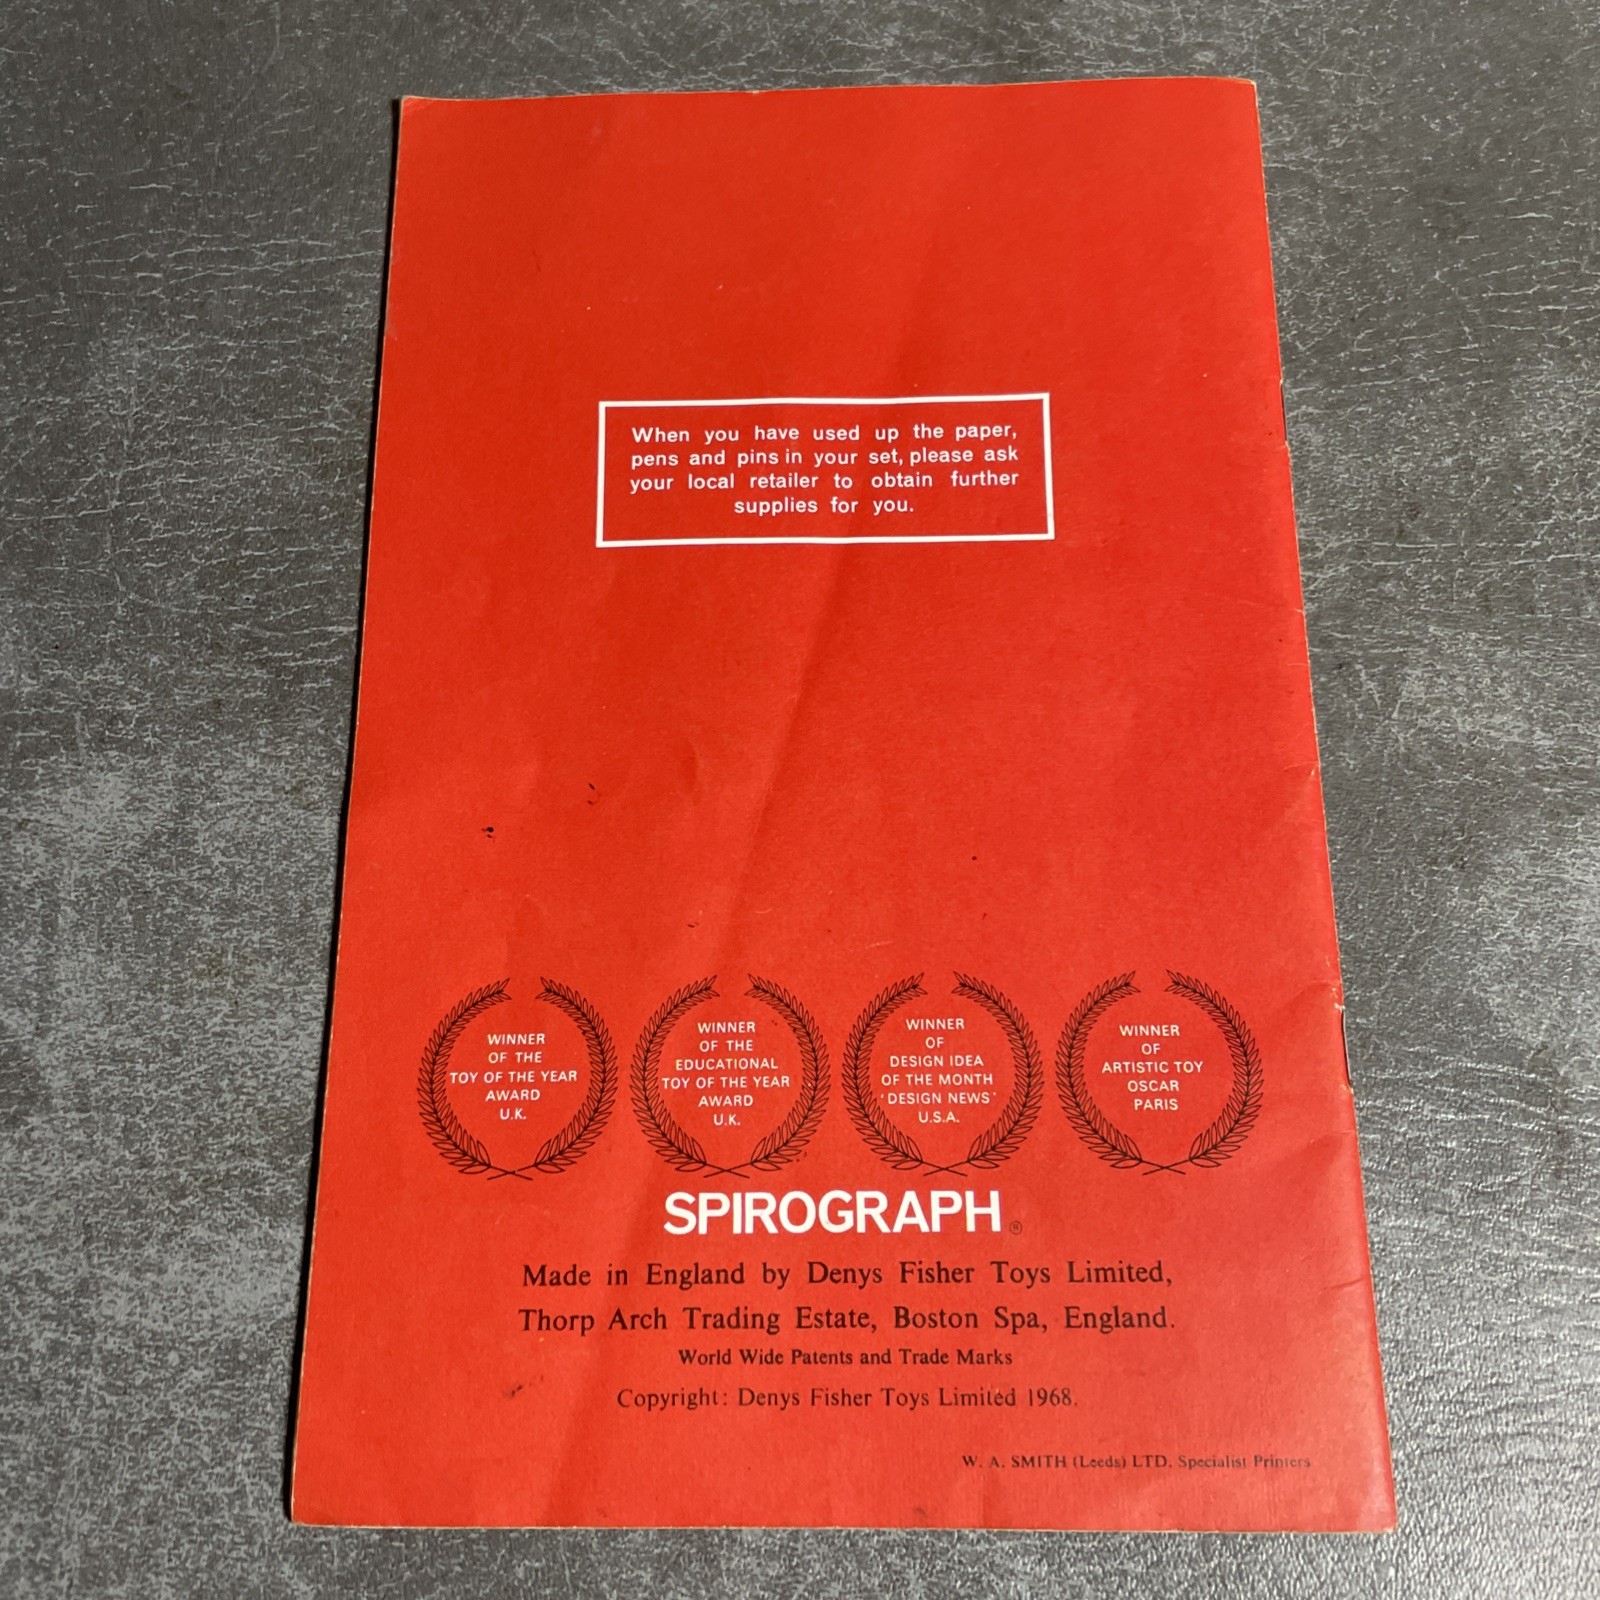 When you have used up the paper,
pens and pins in your set, please ask
your local retailer to obtain further
supplies for you.
WINNER
OF THE
TOY OF THE YEAR
AWARD
U.K.
WINNER
OF THE
EDUCATIONAL
TOY OF THE YEAR
AWARD
U.K.
WINNER
OF
DESIGN IDEA
OF THE MONTH
'DESIGN NEWS'
U.S.A.
WINNER
OF
ARTISTIC TOY
OSCAR
PARIS
SPIROGRAPH ®
Made in England by Denys Fisher Toys Limited,
Thorp Arch Trading Estate, Boston Spa, England.
World Wide Patents and Trade Marks
Copyright: Denys Fisher Toys Limited 1968.
W. A. SMITH (Leeds) LTD. Specialist Printers